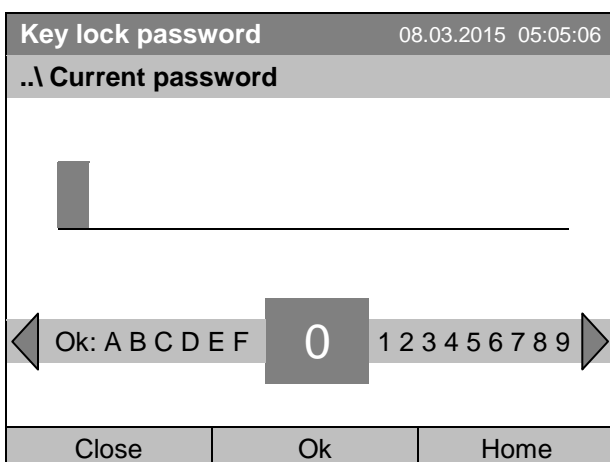 Key lock password 08.03.2015 05:05:06
..\ Current password
Ok: A B C D E F 0 1 2 3 4 5 6 7 8 9
Close Ok Home